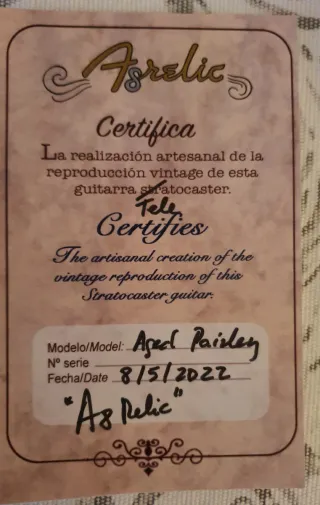 A8relic
Certifica
La realización artesanal de la
reproducción vintage de esta
guitarra stratocaster.
Tele
Certifies
The artisanal creation of the
vintage reproduction of this
Stratocaster guitar.
Modelo/Model: Aged Paisley
Nº serie
Fecha/Date 8/5/2022
"A8 Relic"